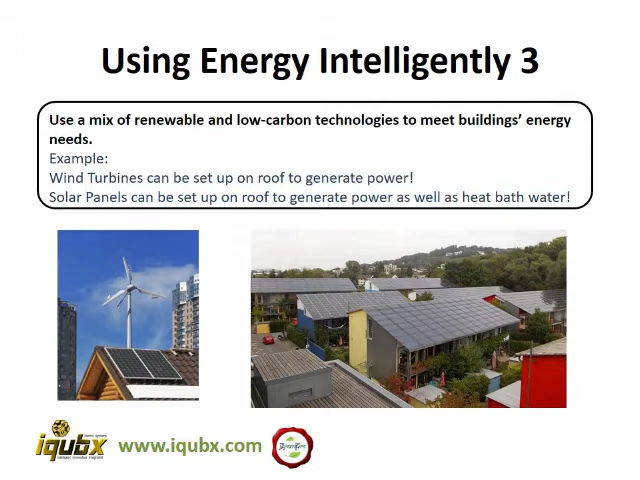 Using Energy Intelligently 3
Use a mix of renewable and low-carbon technologies to meet buildings’ energy
needs.
Example:
Wind Turbines can be set up on roof to generate power!
Solar Panels can be set up on roof to generate power as well as heat bath water!
iqubx
www.iqubx.com